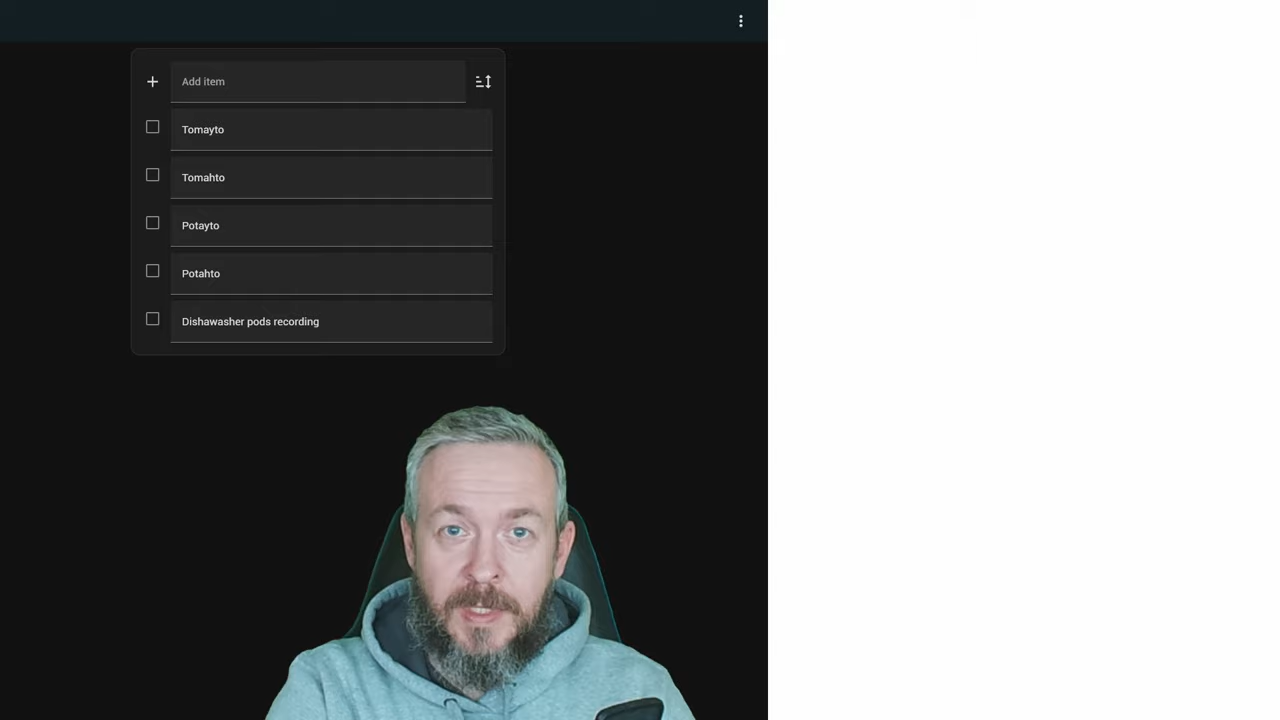 Add item
Tomayto
Tomahto
Potayto
Potahto
Dishawasher pods recording